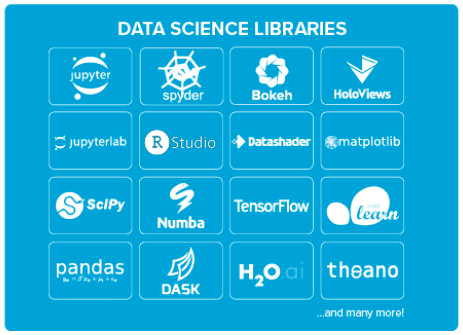 DATA SCIENCE LIBRARIES
jupyter
spyder
Bokeh
HoloViews
jupyterlab
R Studio
Datashader
matplotlib
SciPy
Numba
TensorFlow
learn
pandas
DASK
H2O.ai
theano
...and many more!